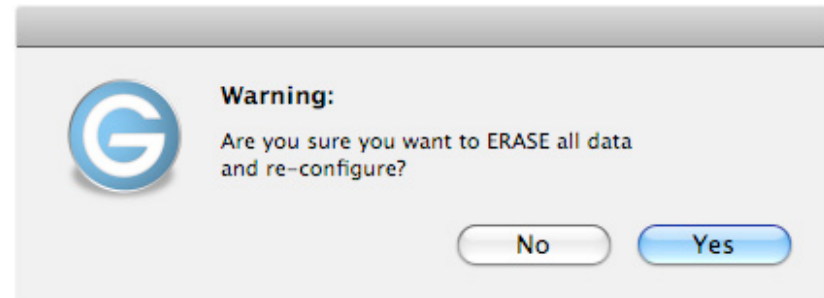 G
Warning:
Are you sure you want to ERASE all data
and re-configure?
No
Yes